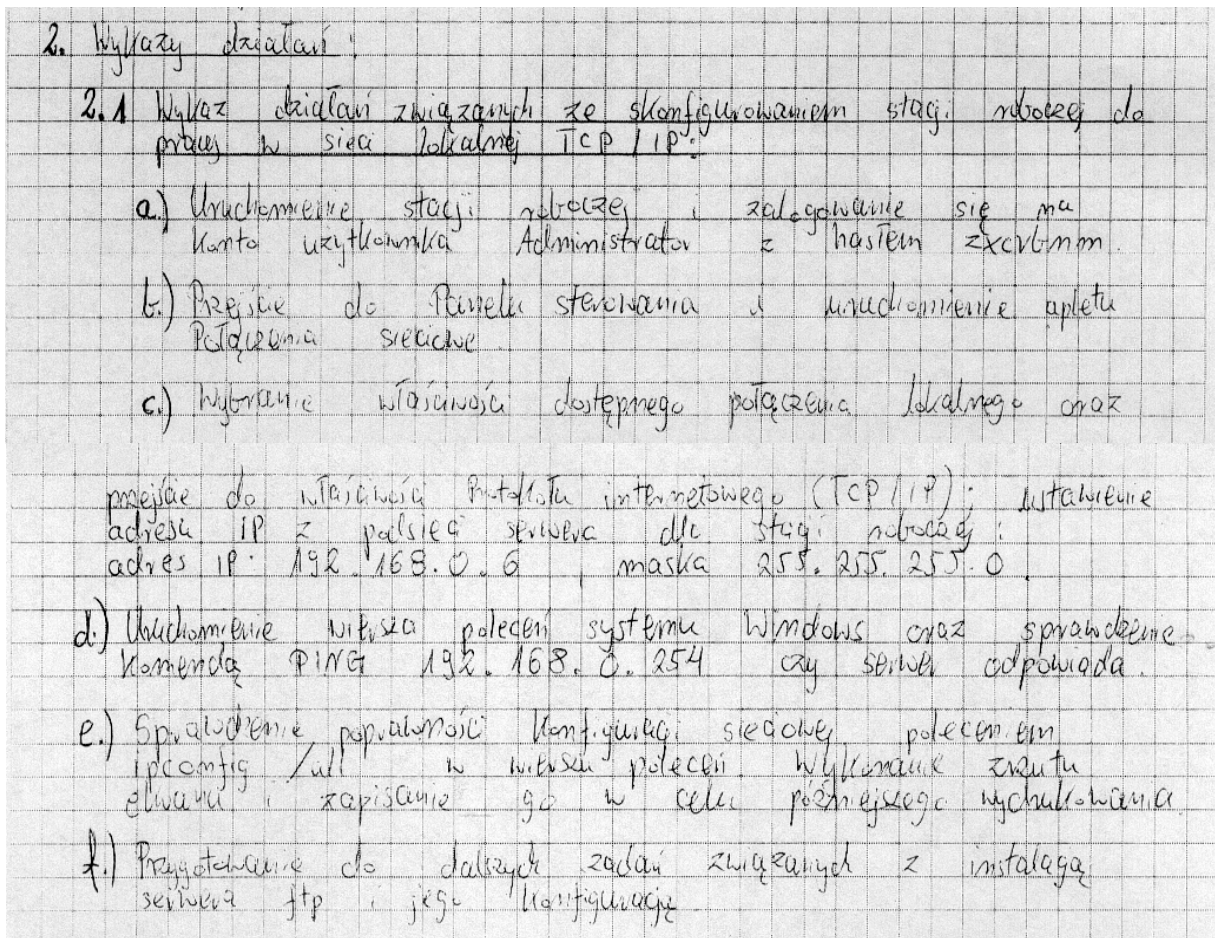 2. Wykazy działań:
2.1 Wykaz działań związanych ze skonfigurowaniem stacji roboczej do
pracy w sieci lokalnej TCP/IP:
a.) Uruchomienie stacji roboczej i zalogowanie się na
konto użytkownika Administrator z hasłem zxcvbnm.
b.) Przejście do Panelu sterowania i uruchomienie apletu
Połączenia sieciowe.
c.) Wybranie właściwości dostępnego połączenia lokalnego oraz
przejście do właściwości Protokołu internetowego (TCP/IP); ustawienie
adresu IP z podsieci serwera dla stacji roboczej:
adres IP: 192.168.0.6, maska 255.255.255.0.
d.) Uruchomienie wiersza poleceń systemu Windows oraz sprawdzenie
komendą PING 192.168.0.254 czy serwer odpowiada.
e.) Sprawdzenie poprawności konfiguracji sieciowej poleceniem
ipconfig /all w wierszu poleceń. Wykonanie zrzutu
ekranu i zapisanie go w celu późniejszego wydrukowania.
f.) Przygotowanie do dalszych zadań związanych z instalacją
serwera ftp i jego konfiguracją.